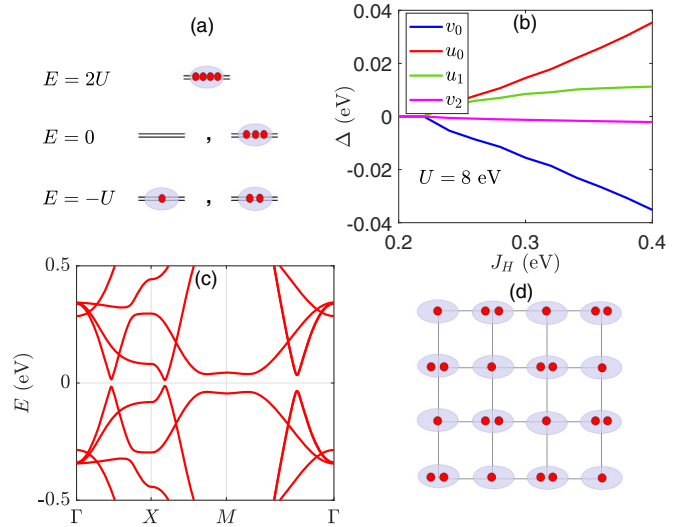 (a)
E = 2U
E = 0 ,
E = -U ,
(b)
0.04
0.02
0
-0.02
-0.04
Δ (eV)
v₀
u₀
u₁
v₂
U = 8 eV
0.2 0.3 0.4
J_H (eV)
(c)
0.5
0
-0.5
E (eV)
Γ X M Γ
(d)